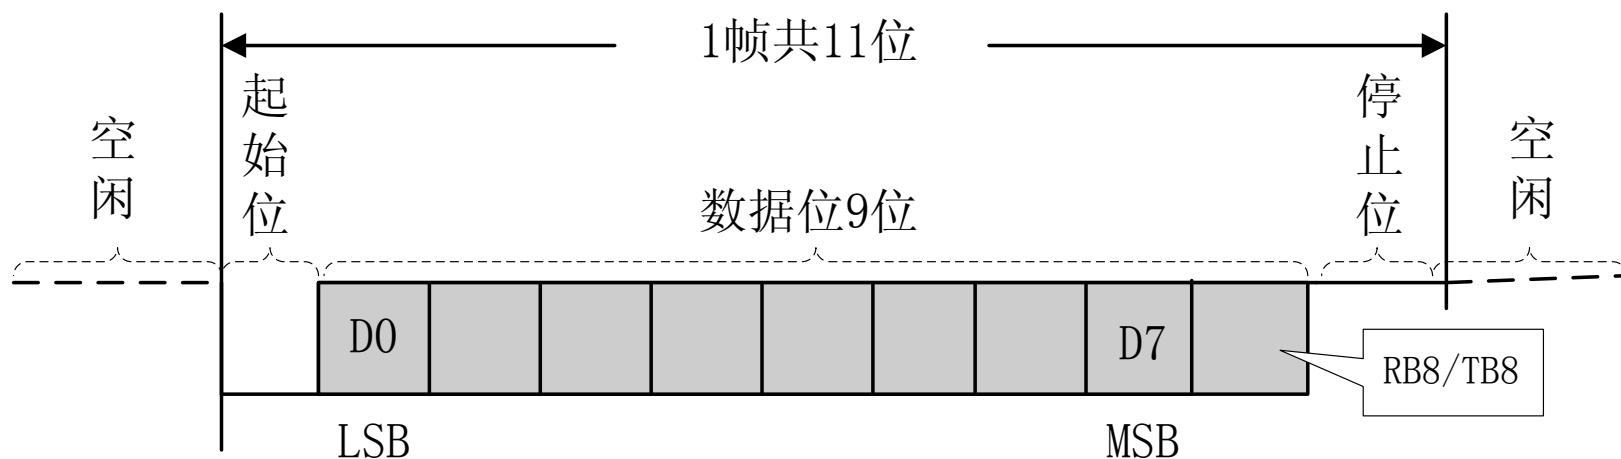 1帧共11位
空闲
起始位
数据位9位
停止位
空闲
D0
D7
RB8/TB8
LSB
MSB